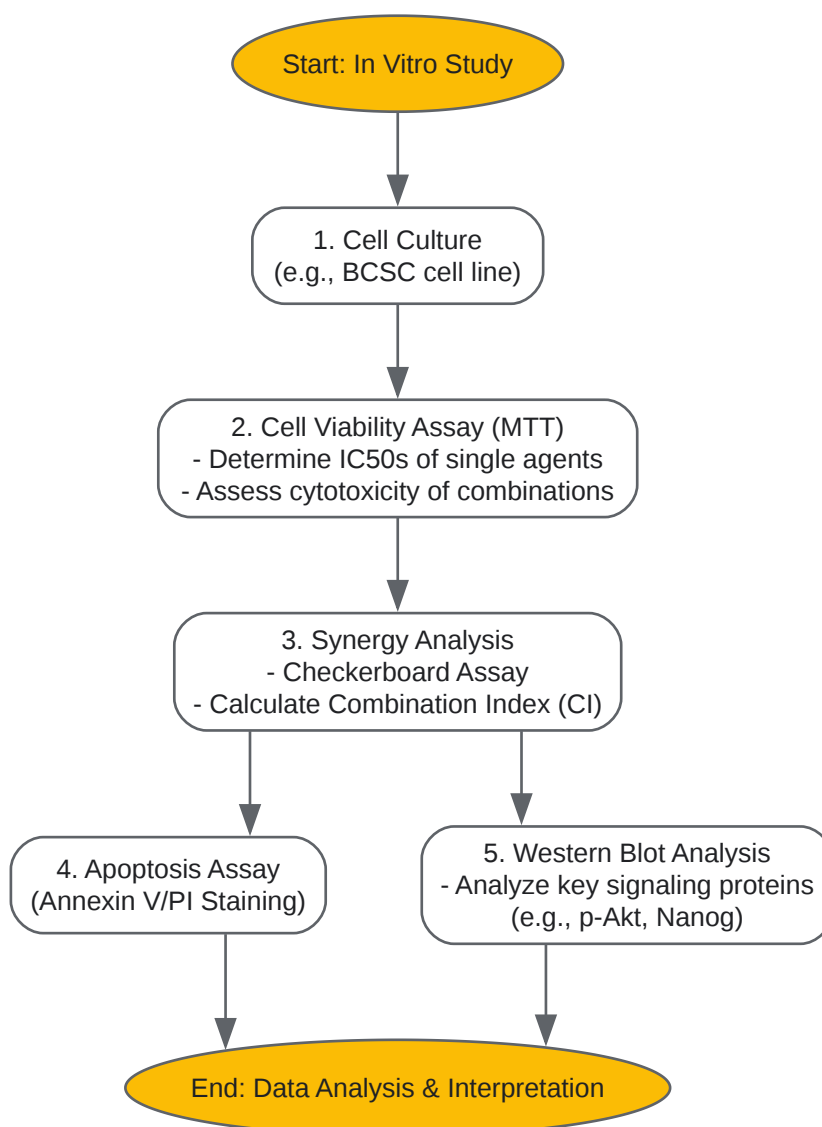 Start: In Vitro Study
1. Cell Culture
(e.g., BCSC cell line)
2. Cell Viability Assay (MTT)
- Determine IC50s of single agents
- Assess cytotoxicity of combinations
3. Synergy Analysis
- Checkerboard Assay
- Calculate Combination Index (CI)
4. Apoptosis Assay
(Annexin V/PI Staining)
5. Western Blot Analysis
- Analyze key signaling proteins
(e.g., p-Akt, Nanog)
End: Data Analysis & Interpretation